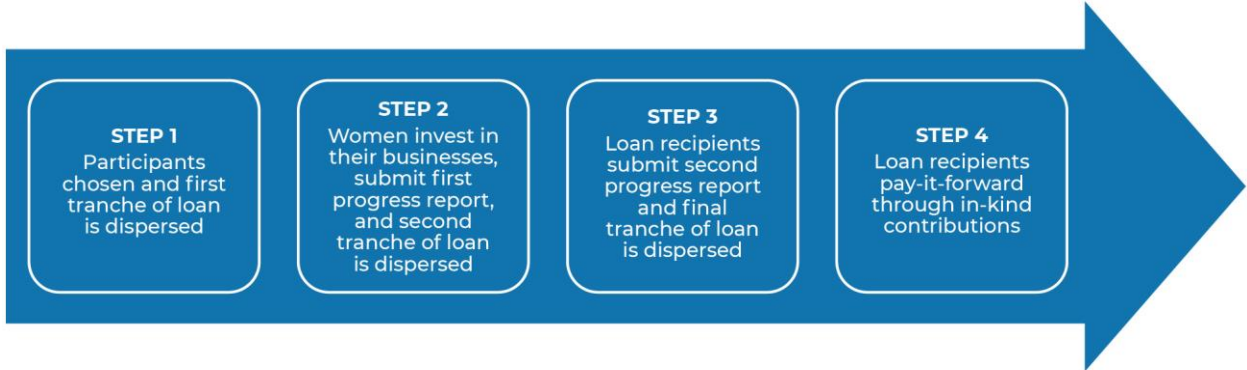 STEP 1
Participants
chosen and first
tranche of loan
is dispersed
STEP 2
Women invest in
their businesses,
submit first
progress report,
and second
tranche of loan
is dispersed
STEP 3
Loan recipients
submit second
progress report
and final
tranche of loan
is dispersed
STEP 4
Loan recipients
pay-it-forward
through in-kind
contributions